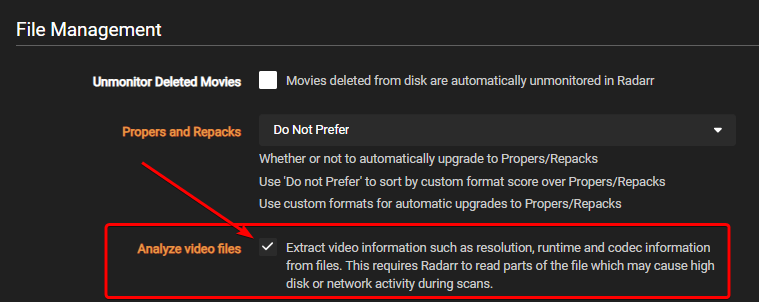 File Management
Unmonitor Deleted Movies Movies deleted from disk are automatically unmonitored in Radarr
Propers and Repacks Do Not Prefer
Whether or not to automatically upgrade to Propers/Repacks
Use 'Do not Prefer' to sort by custom format score over Propers/Repacks
Use custom formats for automatic upgrades to Propers/Repacks
Analyze video files Extract video information such as resolution, runtime and codec information
from files. This requires Radarr to read parts of the file which may cause high
disk or network activity during scans.